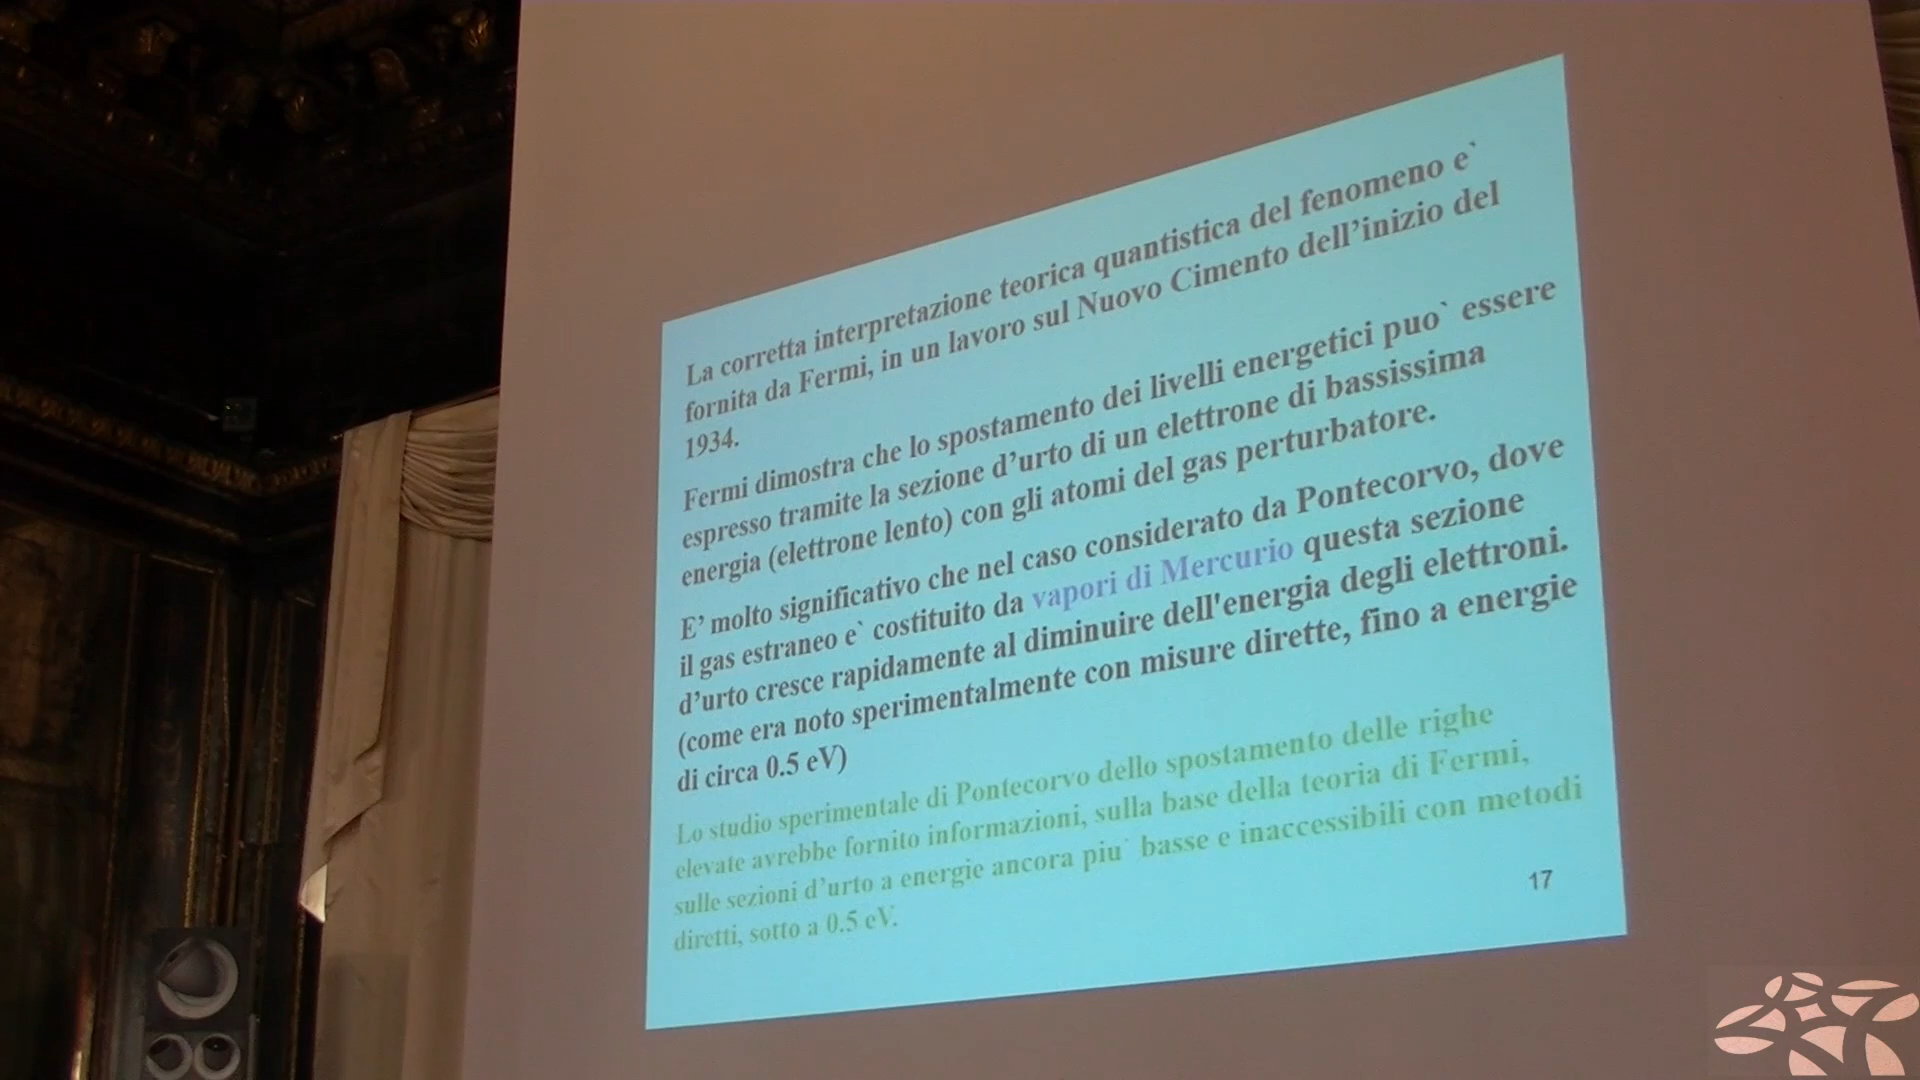 La corretta interpretazione teorica quantistica del fenomeno e`
fornita da Fermi, in un lavoro sul Nuovo Cimento dell’inizio del
1934.
Fermi dimostra che lo spostamento dei livelli energetici puo` essere
espresso tramite la sezione d’urto di un elettrone di bassissima
energia (elettrone lento) con gli atomi del gas perturbatore.
E’ molto significativo che nel caso considerato da Pontecorvo, dove
il gas estraneo e` costituito da vapori di Mercurio questa sezione
d’urto cresce rapidamente al diminuire dell'energia degli elettroni.
(come era noto sperimentalmente con misure dirette, fino a energie
di circa 0.5 eV)
Lo studio sperimentale di Pontecorvo dello spostamento delle righe
elevate avrebbe fornito informazioni, sulla base della teoria di Fermi,
sulle sezioni d’urto a energie ancora piu` basse e inaccessibili con metodi
diretti, sotto a 0.5 eV.
17